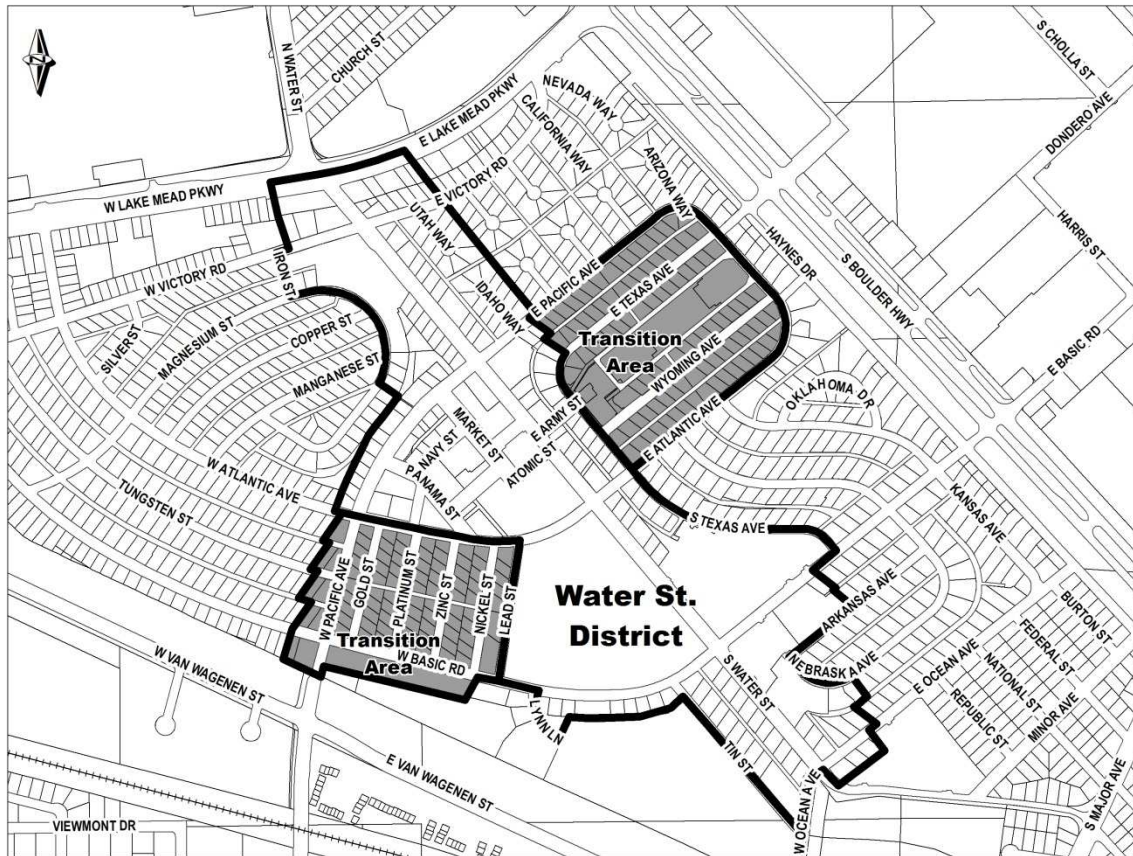 N
N WATER ST
CHURCH ST
S CHOLLA ST
DONDERO AVE
NEVADA WAY
E LAKE MEAD PKWY
CALIFORNIA WAY
W LAKE MEAD PKWY
E VICTORY RD
ARIZONA WAY
HARRIS ST
UTAH WAY
HAYNES DR
IRON ST
W VICTORY RD
S BOULDER HWY
E PACIFIC AVE
E TEXAS AVE
IDAHO WAY
SILVER ST
MAGNESIUM ST
COPPER ST
Transition
Area
WYOMING AVE
E BASIC RD
MANGANESE ST
OKLAHOMA DR
MARKET ST
E ARMY ST
E ATLANTIC AVE
NAVY ST
ATOMIC ST
PANAMA ST
W ATLANTIC AVE
TUNGSTEN ST
KANSAS AVE
S TEXAS AVE
W PACIFIC AVE
GOLD ST
PLATINUM ST
ZINC ST
NICKEL ST
LEAD ST
Water St.
District
ARKANSAS AVE
BURTON ST
FEDERAL ST
Transition
Area
W BASIC RD
NEBRASKA AVE
E OCEAN AVE
NATIONAL ST
REPUBLIC ST
MINOR AVE
W VAN WAGENEN ST
S WATER ST
LYNN LN
TIN ST
E VAN WAGENEN ST
W OCEAN AVE
S MAJOR AVE
VIEWMONT DR